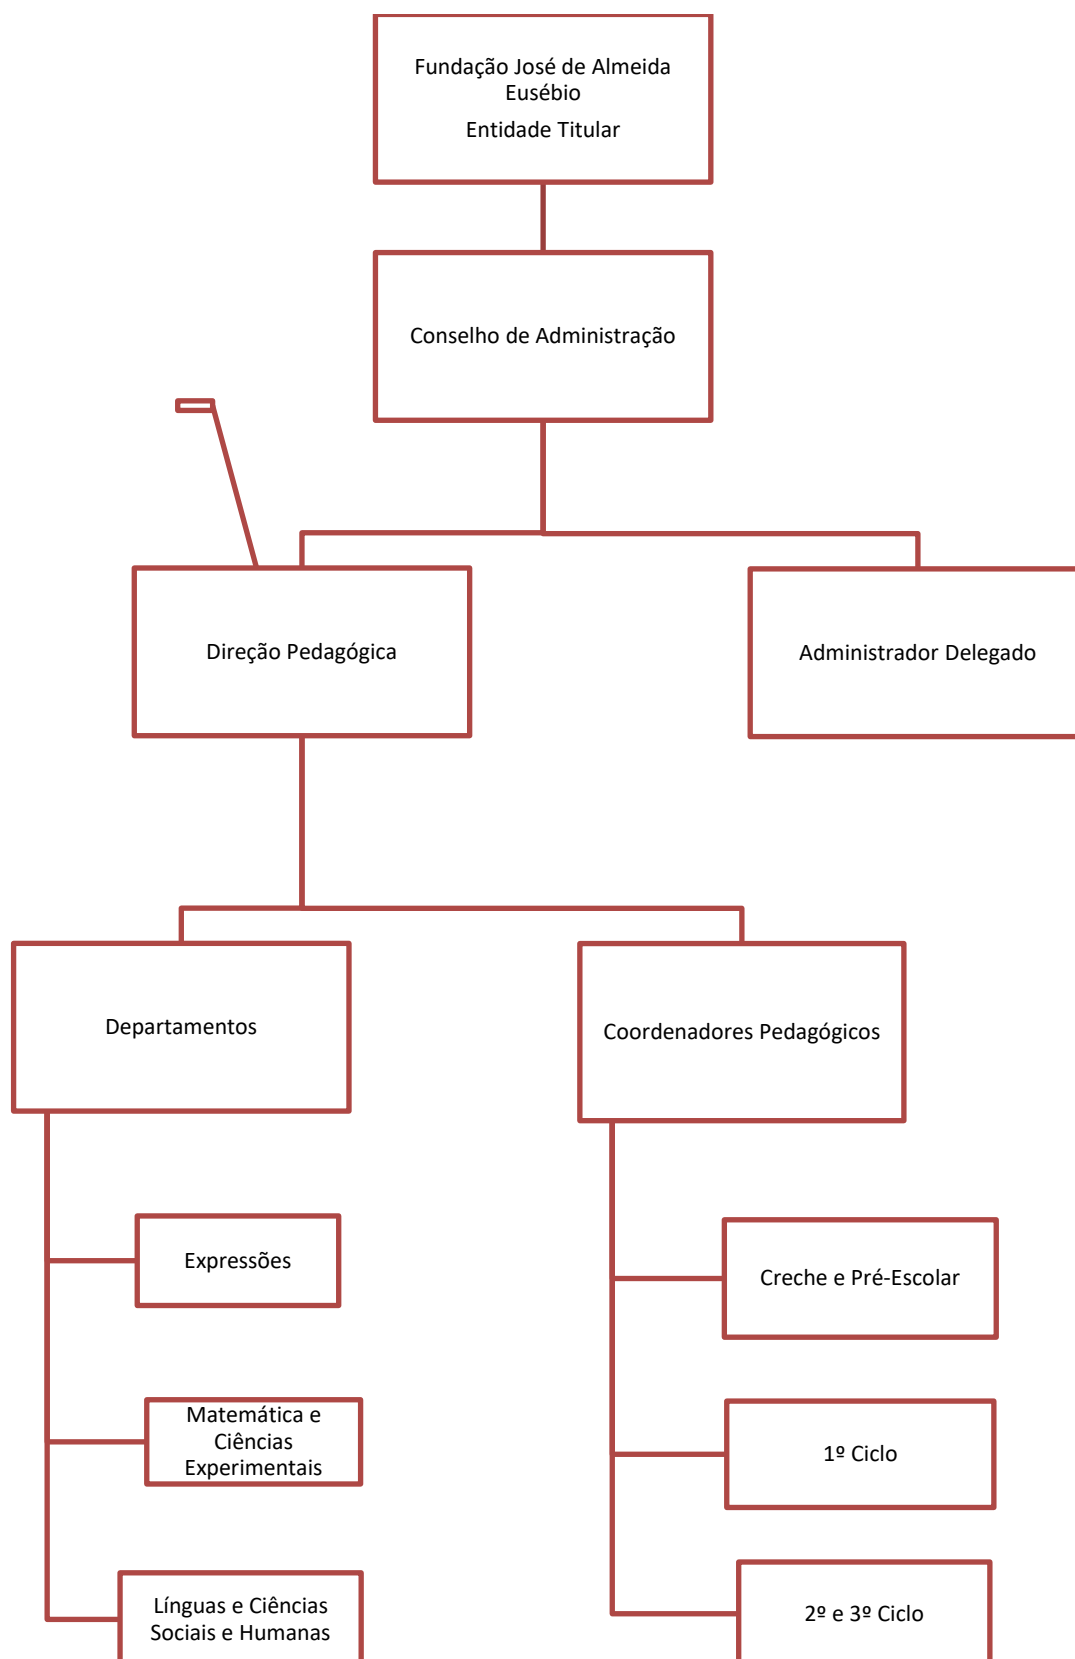 Fundação José de Almeida
Eusébio
Entidade Titular
Conselho de Administração
Direção Pedagógica
Administrador Delegado
Departamentos
Coordenadores Pedagógicos
Expressões
Creche e Pré-Escolar
Matemática e
Ciências
Experimentais
1º Ciclo
Línguas e Ciências
Sociais e Humanas
2º e 3º Ciclo